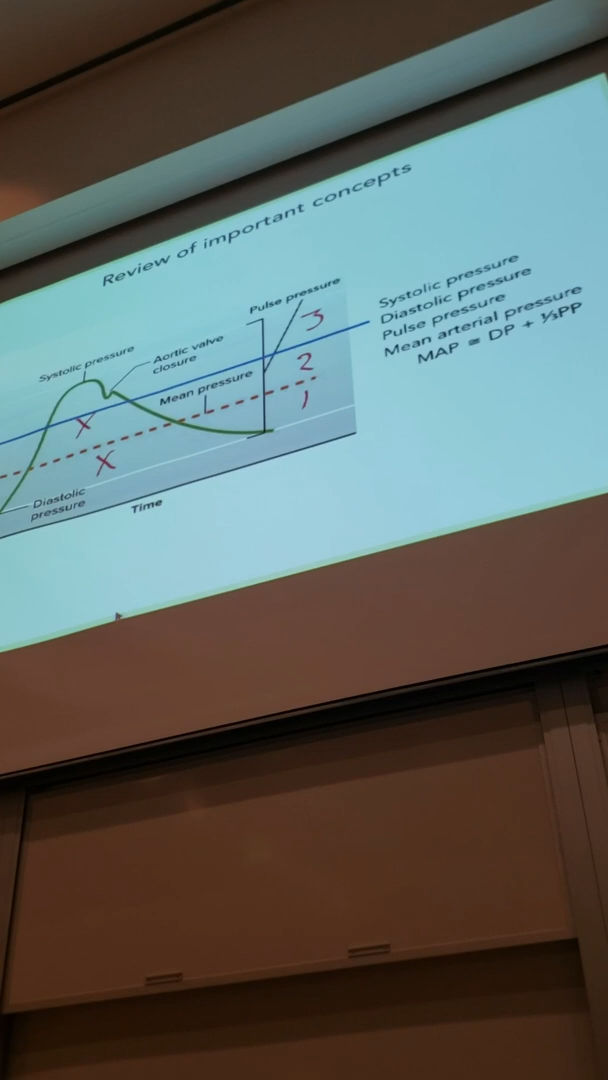 Review of important concepts
Pulse pressure
3
Systolic pressure
Aortic valve
closure
Mean pressure
2
1
X
X
Diastolic
pressure
Time
Systolic pressure
Diastolic pressure
Pulse pressure
Mean arterial pressure
MAP ≅ DP + ⅓PP